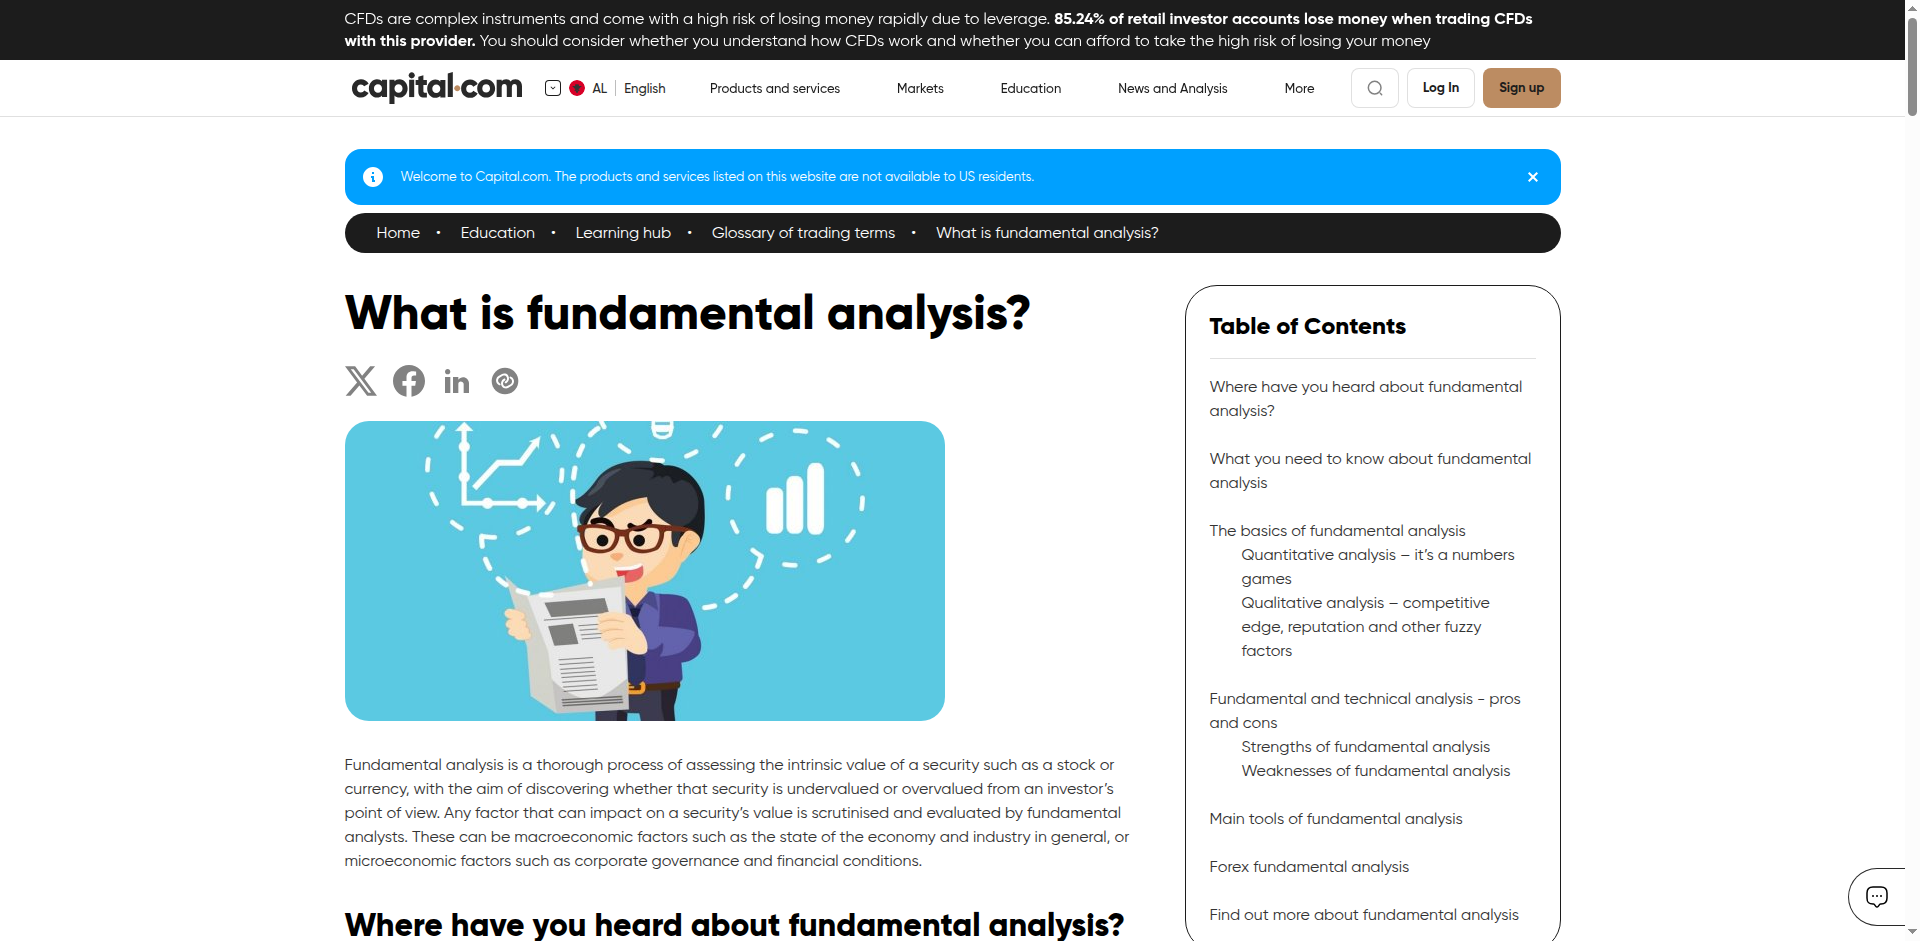 CFDs are complex instruments and come with a high risk of losing money rapidly due to leverage. 85.24% of retail investor accounts lose money when trading CFDs
with this provider. You should consider whether you understand how CFDs work and whether you can afford to take the high risk of losing your money
capital.com
AL English
Products and services
Markets
Education
News and Analysis
More
Log In
Sign up
Welcome to Capital.com. The products and services listed on this website are not available to US residents.
Home • Education • Learning hub • Glossary of trading terms • What is fundamental analysis?
What is fundamental analysis?
Fundamental analysis is a thorough process of assessing the intrinsic value of a security such as a stock or
currency, with the aim of discovering whether that security is undervalued or overvalued from an investor’s
point of view. Any factor that can impact on a security’s value is scrutinised and evaluated by fundamental
analysts. These can be macroeconomic factors such as the state of the economy and industry in general, or
microeconomic factors such as corporate governance and financial conditions.
Where have you heard about fundamental analysis?
Table of Contents
Where have you heard about fundamental
analysis?
What you need to know about fundamental
analysis
The basics of fundamental analysis
Quantitative analysis – it’s a numbers
games
Qualitative analysis – competitive
edge, reputation and other fuzzy
factors
Fundamental and technical analysis - pros
and cons
Strengths of fundamental analysis
Weaknesses of fundamental analysis
Main tools of fundamental analysis
Forex fundamental analysis
Find out more about fundamental analysis